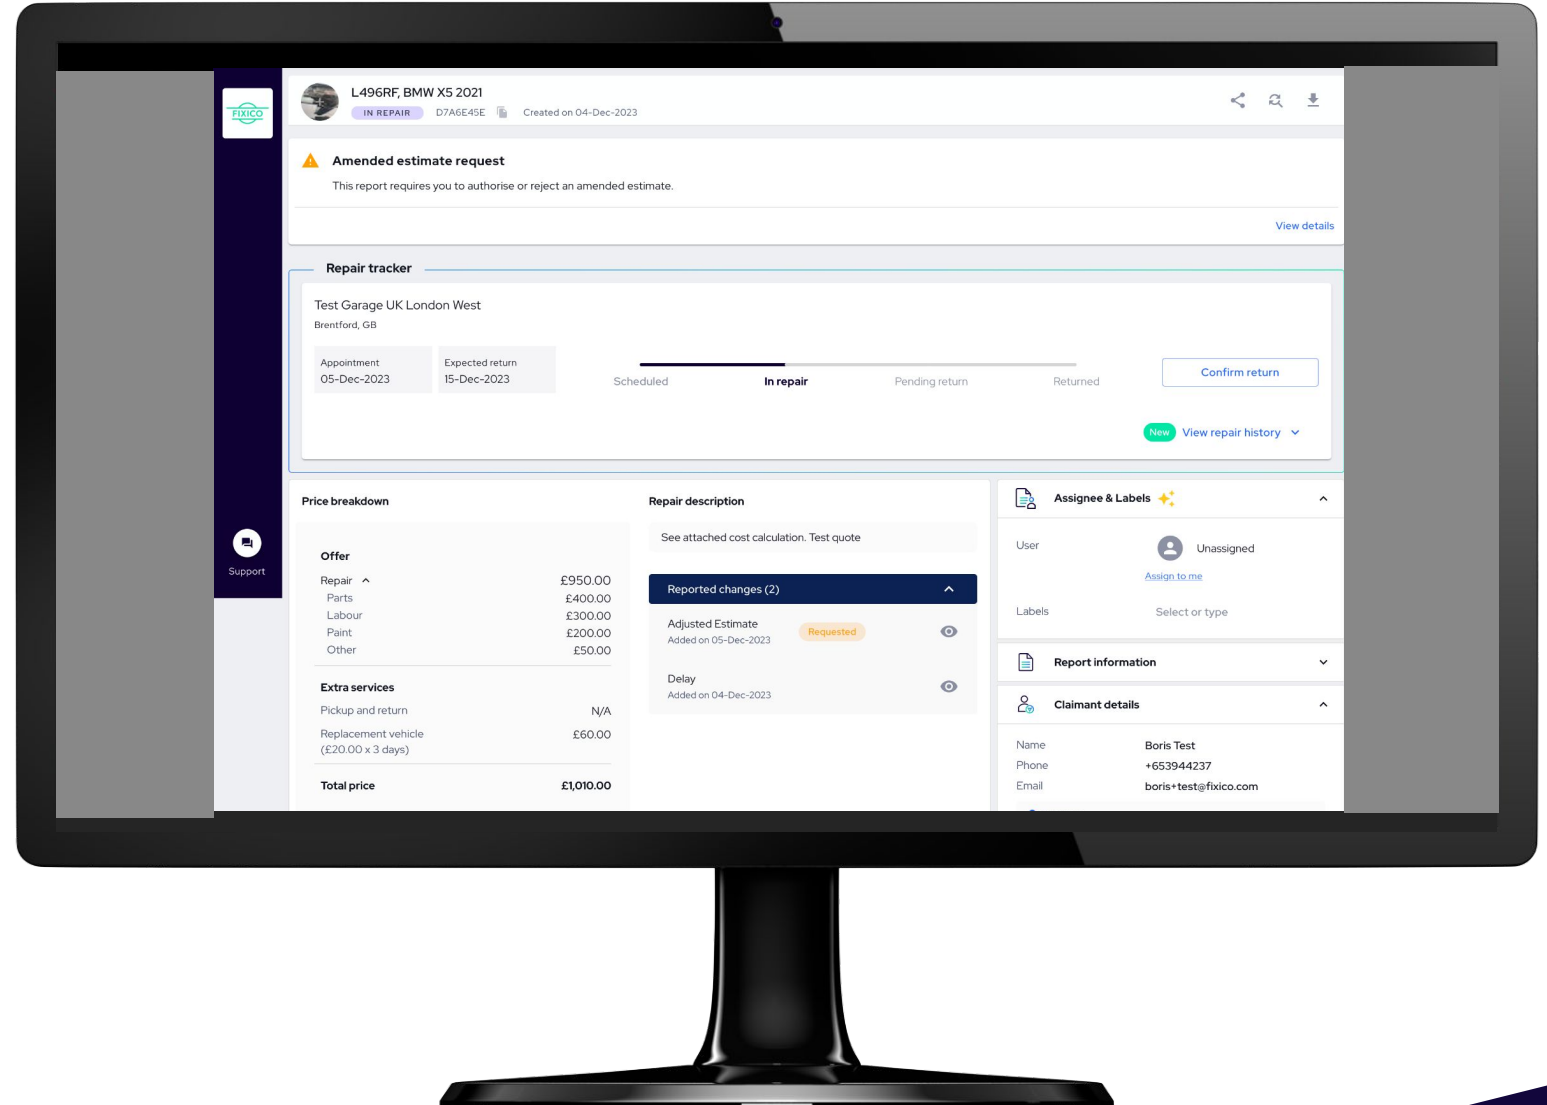 FIXICO
L496RF, BMW X5 2021
IN REPAIR D7A6E45E Created on 04-Dec-2023
Amended estimate request
This report requires you to authorise or reject an amended estimate.
View details
Repair tracker
Test Garage UK London West
Brentford, GB
Appointment
05-Dec-2023
Expected return
15-Dec-2023
Scheduled In repair Pending return Returned
Confirm return
New View repair history
Price breakdown
Offer
Repair £950.00
Parts £400.00
Labour £300.00
Paint £200.00
Other £50.00
Extra services
Pickup and return N/A
Replacement vehicle £60.00
(£20.00 x 3 days)
Total price £1,010.00
Repair description
See attached cost calculation. Test quote
Reported changes (2)
Adjusted Estimate Requested
Added on 05-Dec-2023
Delay
Added on 04-Dec-2023
Assignee & Labels
User Unassigned
Assign to me
Labels Select or type
Report information
Claimant details
Name Boris Test
Phone +653944237
Email boris+test@fixico.com
Support